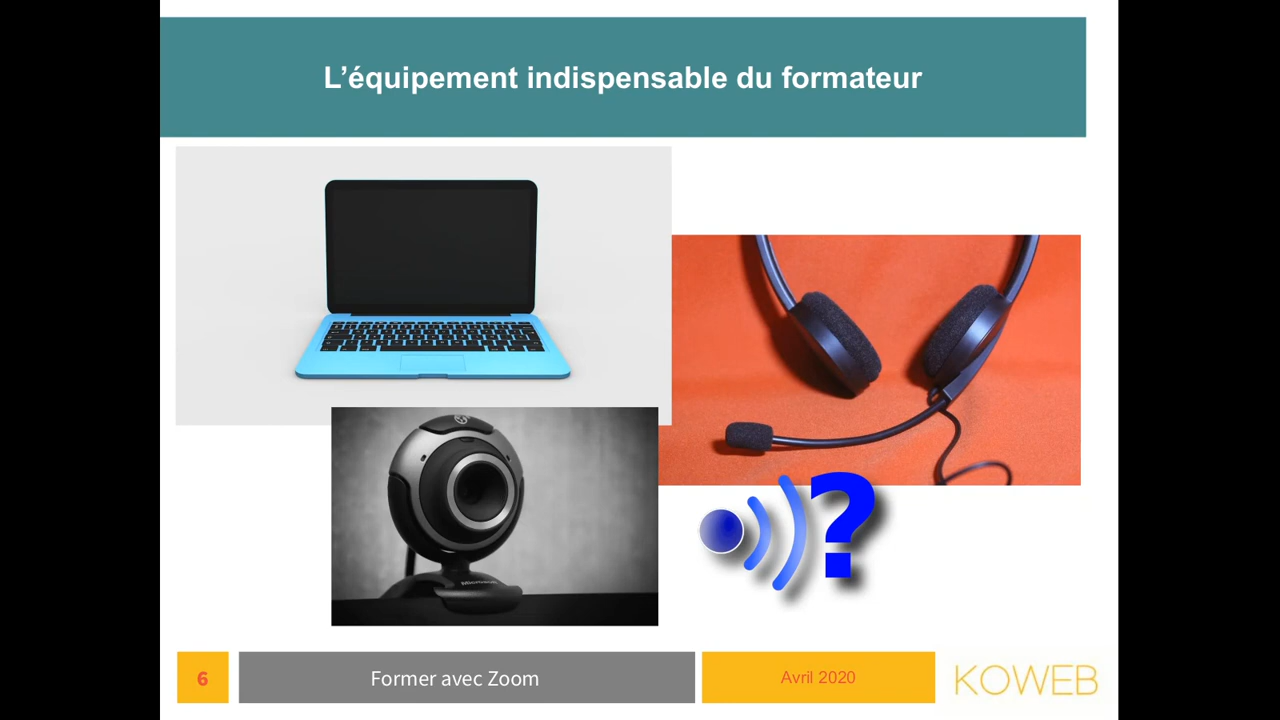 L’équipement indispensable du formateur
?
6
Former avec Zoom
Avril 2020
KOWEB